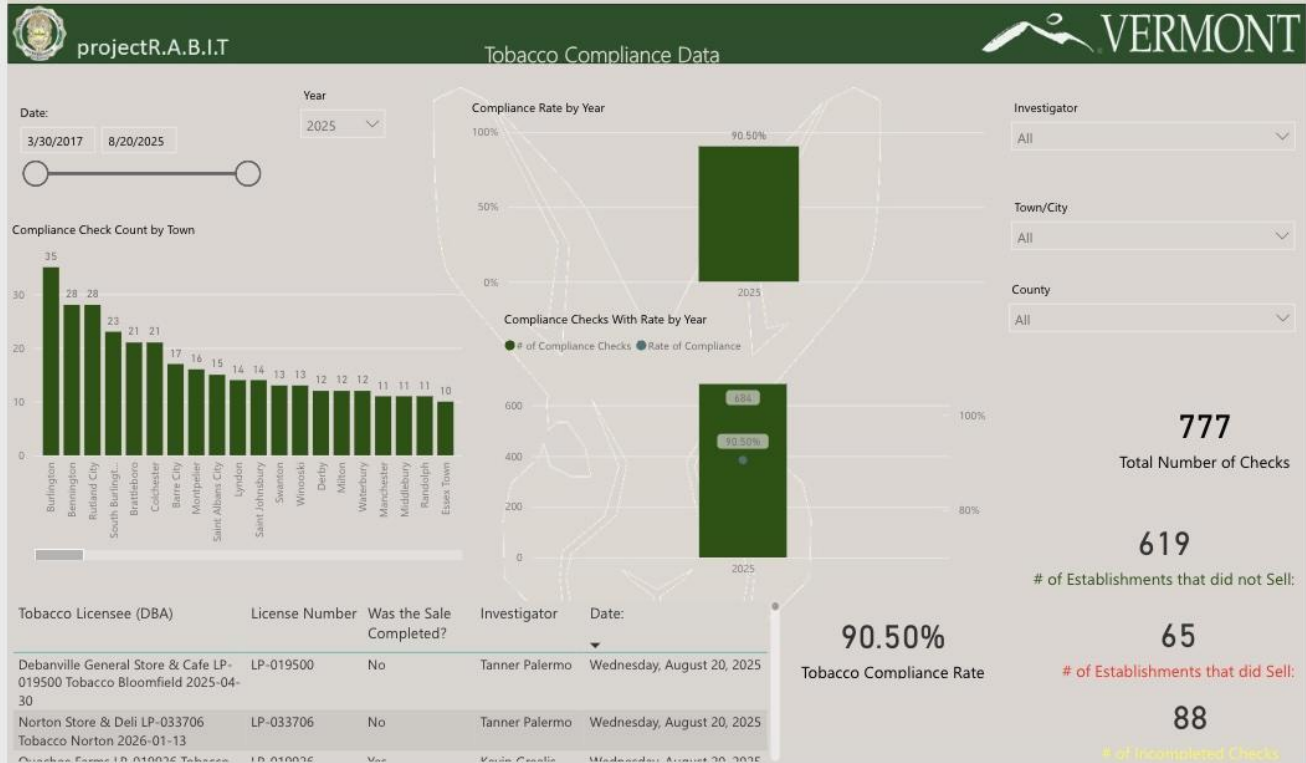 projectR.A.B.I.T
Tobacco Compliance Data
VERMONT
Date:
3/30/2017 8/20/2025
Year
2025
Compliance Rate by Year
100%
90.50%
50%
0%
2025
Investigator
All
Town/City
All
County
All
Compliance Check Count by Town
35
28 28
23
21 21
17
16
15
14 14
13 13
12 12 12
11 11 11
10
30
20
10
0
Burlington
Bennington
Rutland City
South Burlingt...
Brattleboro
Colchester
Barre City
Montpelier
Saint Albans City
Lyndon
Saint Johnsbury
Swanton
Winooski
Derby
Milton
Waterbury
Manchester
Middlebury
Randolph
Essex Town
Compliance Checks With Rate by Year
# of Compliance Checks Rate of Compliance
600
684
100%
90.50%
400
200
80%
0
2025
777
Total Number of Checks
619
# of Establishments that did not Sell:
65
# of Establishments that did Sell:
88
# of Incompleted Checks
90.50%
Tobacco Compliance Rate
Tobacco Licensee (DBA) License Number Was the Sale Completed? Investigator Date:
Debanville General Store & Cafe LP- LP-019500 No Tanner Palermo Wednesday, August 20, 2025
019500 Tobacco Bloomfield 2025-04-
30
Norton Store & Deli LP-033706 LP-033706 No Tanner Palermo Wednesday, August 20, 2025
Tobacco Norton 2026-01-13